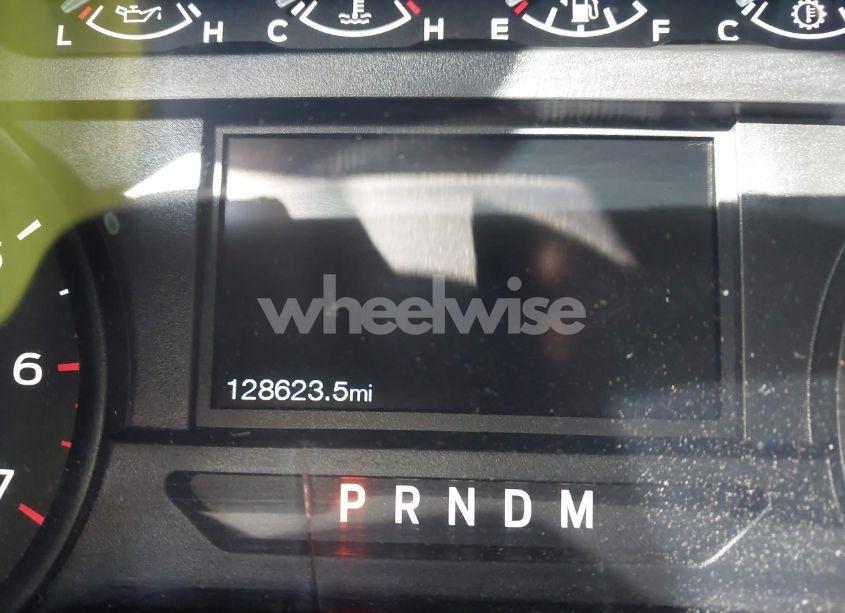 L H C H E F C
wheelwise
6
128623.5mi
7
P R N D M